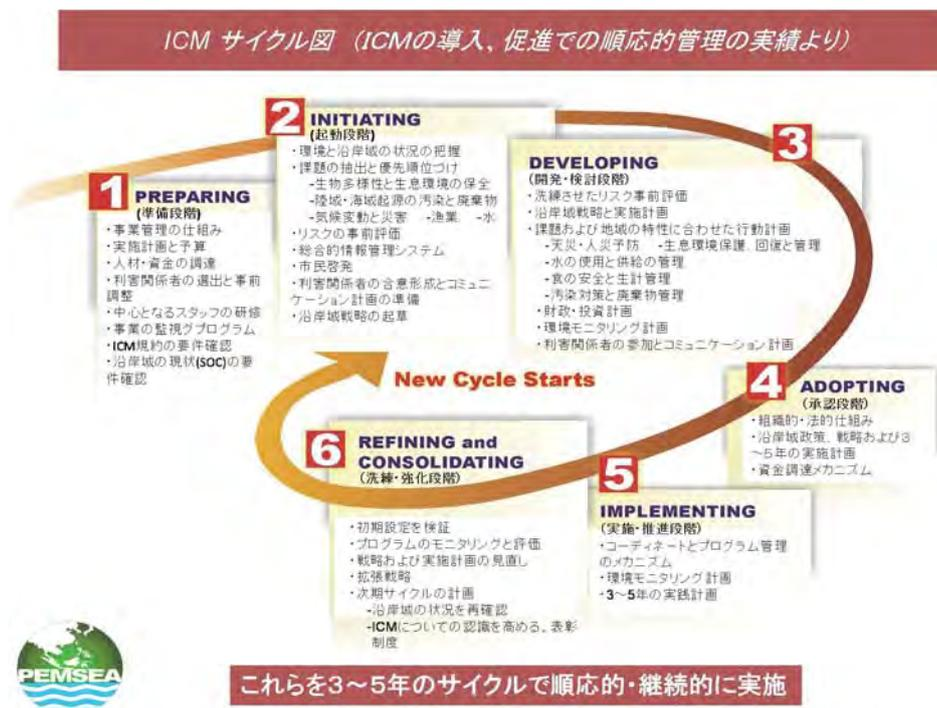 ICM サイクル図 (ICMの導入、促進での順応的管理の実績より)
1
PREPARING
(準備段階)
・事業管理の仕組み
・実施計画と予算
・人材・資金の調達
・利害関係者の選出と事前
調整
・中心となるスタッフの研修
・事業の監視グプログラム
・ICM規約の要件確認
・沿岸域の現状(SOC)の要
件確認
2
INITIATING
(起動段階)
・環境と沿岸域の状況の把握
・課題の抽出と優先順位づけ
-生物多様性と生息環境の保全
-陸域・海域起源の汚染と廃棄物
-気候変動と災害 -漁業 -水
・リスクの事前評価
・総合的情報管理システム
・市民啓発
・利害関係者の合意形成とコミュニ
ケーション計画の準備
・沿岸域戦略の起草
3
DEVELOPING
(開発・検討段階)
・洗練させたリスク事前評価
・沿岸域戦略と実施計画
・課題および地域の特性に合わせた行動計画
-天災・人災予防 -生息環境保護、回復と管理
-水の使用と供給の管理
-食の安全と生計管理
-汚染対策と廃棄物管理
・財政・投資計画
・環境モニタリング計画
・利害関係者の参加とコミュニケーション計画
4
ADOPTING
(承認段階)
・組織的・法的仕組み
・沿岸域政策、戦略および3
~5年の実施計画
・資金調達メカニズム
5
IMPLEMENTING
(実施・推進段階)
・コーディネートとプログラム管理
のメカニズム
・環境モニタリング計画
・3~5年の実践計画
6
REFINING and
CONSOLIDATING
(洗練・強化段階)
・初期設定を検証
・プログラムのモニタリングと評価
・戦略および実施計画の見直し
・拡張戦略
・次期サイクルの計画
-沿岸域の状況を再確認
-ICMについての認識を高める、表彰
制度
New Cycle Starts
PEMSEA
これらを3~5年のサイクルで順応的・継続的に実施